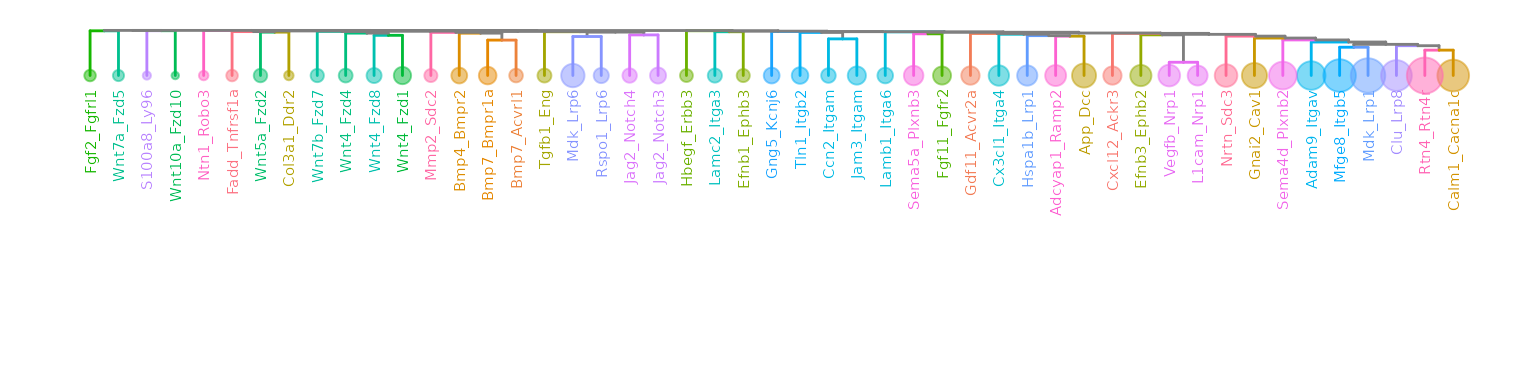 Fgf2_Fgfrl1
Wnt7a_Fzd5
S100a8_Ly96
Wnt10a_Fzd10
Ntn1_Robo3
Fadd_Tnfrsf1a
Wnt5a_Fzd2
Col3a1_Ddr2
Wnt7b_Fzd7
Wnt4_Fzd4
Wnt4_Fzd8
Wnt4_Fzd1
Mmp2_Sdc2
Bmp4_Bmpr2
Bmp7_Bmpr1a
Bmp7_Acvrl1
Tgfb1_Eng
Mdk_Lrp6
Rspo1_Lrp6
Jag2_Notch4
Jag2_Notch3
Hbegf_Erbb3
Lamc2_Itga3
Efnb1_Ephb3
Gng5_Kcnj6
Tln1_Itgb2
Ccn2_Itgam
Jam3_Itgam
Lamb1_Itga6
Sema5a_Plxnb3
Fgf11_Fgfr2
Gdf11_Acvr2a
Cx3cl1_Itga4
Hspa1b_Lrp1
Adcyap1_Ramp2
App_Dcc
Cxcl12_Ackr3
Efnb3_Ephb2
Vegfb_Nrp1
L1cam_Nrp1
Nrtn_Sdc3
Gnai2_Cav1
Sema4d_Plxnb2
Adam9_Itgav
Mfge8_Itgb5
Mdk_Lrp1
Clu_Lrp8
Rtn4_Rtn4r
Calm1_Cacna1c